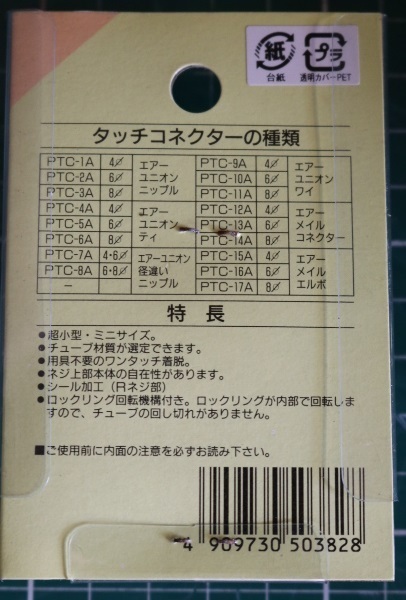 紙
プラ
台紙
透明カバーPET
タッチコネクターの種類
PTC-1A 4∅ エアー PTC-9A 4∅ エアー
PTC-2A 6∅ ユニオン PTC-10A 6∅ ユニオン
PTC-3A 8∅ ニップル PTC-11A 8∅ ワイ
PTC-4A 4∅ エアー PTC-12A 4∅ エアー
PTC-5A 6∅ ユニオン PTC-13A 6∅ メイル
PTC-6A 8∅ ティ PTC-14A 8∅ コネクター
PTC-7A 4・6∅ エアーユニオン PTC-15A 4∅ エアー
PTC-8A 6・8∅ 径違い PTC-16A 6∅ メイル
— ニップル PTC-17A 8∅ エルボ
特長
●超小型・ミニサイズ。
●チューブ材質が選定できます。
●用具不要のワンタッチ着脱。
●ネジ上部本体の自在性があります。
●シール加工（Rネジ部）
●ロックリング回転機構付き。ロックリングが内部で回転しま
すので、チューブの回し切れがありません。
■ご使用前に内面の注意を必ずお読み下さい。
4 909730 503828